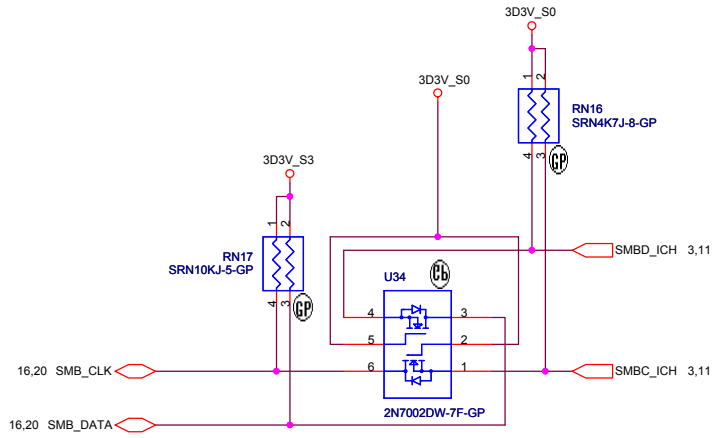 3D3V_S0
3D3V_S0
1 2
RN16
SRN4K7J-8-GP
4 3
GP
3D3V_S3
1 2
RN17
SRN10KJ-5-GP
4 3
GP
SMBD_ICH 3,11
U34
4 3
5 2
16,20 SMB_CLK
6 1
SMBC_ICH 3,11
2N7002DW-7F-GP
16,20 SMB_DATA